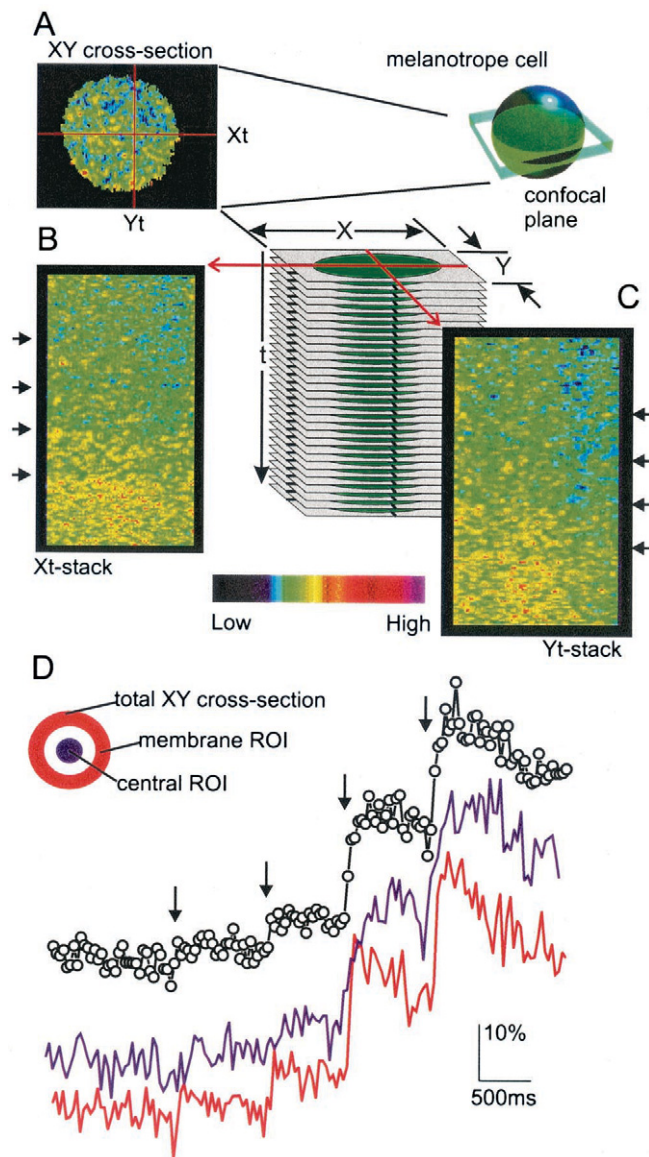 A
XY cross-section
melanotrope cell
Xt
Yt
confocal
plane
B
X
Y
C
t
Xt-stack
Low
High
Yt-stack
D
total XY cross-section
membrane ROI
central ROI
10%
500ms